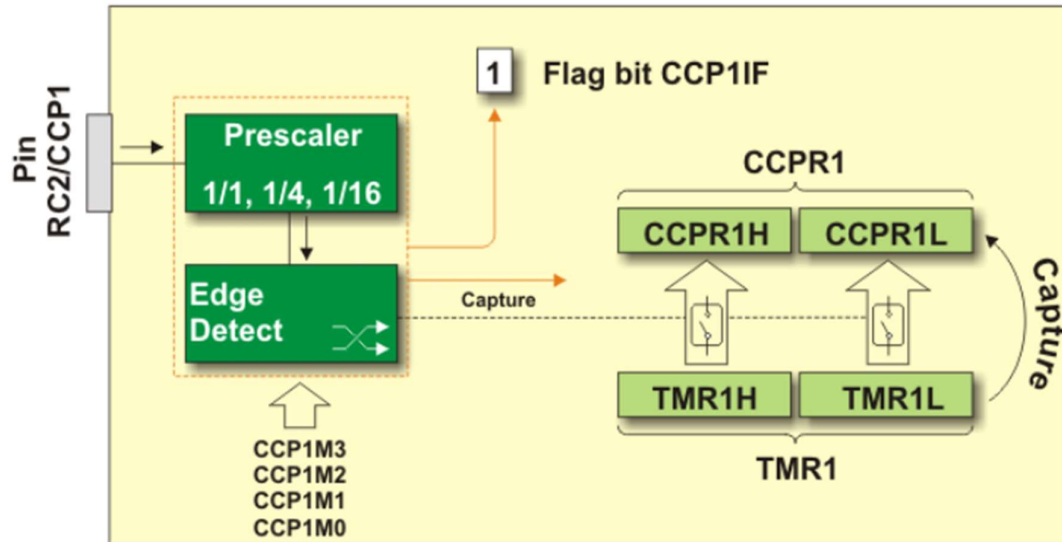 Pin
RC2/CCP1
Prescaler
1/1, 1/4, 1/16
Edge
Detect
CCP1M3
CCP1M2
CCP1M1
CCP1M0
1 Flag bit CCP1IF
Capture
CCPR1
CCPR1H CCPR1L
TMR1H TMR1L
TMR1
Capture